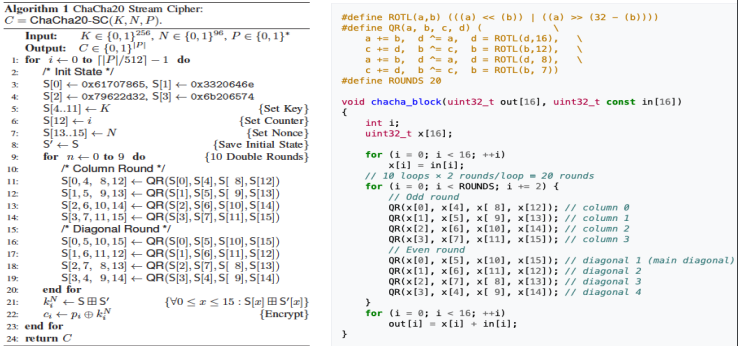 Algorithm 1 ChaCha20 Stream Cipher:
C = ChaCha20-SC(K, N, P).
Input: K ∈ {0, 1}^256, N ∈ {0, 1}^96, P ∈ {0, 1}*
Output: C ∈ {0, 1}^|P|
1: for i ← 0 to ⌈|P|/512⌉ − 1 do
2: /* Init State */
3: S[0] ← 0x61707865, S[1] ← 0x3320646e
4: S[2] ← 0x79622d32, S[3] ← 0x6b206574
5: S[4..11] ← K {Set Key}
6: S[12] ← i {Set Counter}
7: S[13..15] ← N {Set Nonce}
8: S′ ← S {Save Initial State}
9: for n ← 0 to 9 do {10 Double Rounds}
10: /* Column Round */
11: S[0, 4, 8, 12] ← QR(S[0], S[4], S[ 8], S[12])
12: S[1, 5, 9, 13] ← QR(S[1], S[5], S[ 9], S[13])
13: S[2, 6, 10, 14] ← QR(S[2], S[6], S[10], S[14])
14: S[3, 7, 11, 15] ← QR(S[3], S[7], S[11], S[15])
15: /* Diagonal Round */
16: S[0, 5, 10, 15] ← QR(S[0], S[5], S[10], S[15])
17: S[1, 6, 11, 12] ← QR(S[1], S[6], S[11], S[12])
18: S[2, 7, 8, 13] ← QR(S[2], S[7], S[ 8], S[13])
19: S[3, 4, 9, 14] ← QR(S[3], S[4], S[ 9], S[14])
20: end for
21: k_i^N ← S ⊞ S′ {∀0 ≤ x ≤ 15 : S[x] ⊞ S′[x]}
22: c_i ← p_i ⊕ k_i^N {Encrypt}
23: end for
24: return C
#define ROTL(a,b) (((a) << (b)) | ((a) >> (32 - (b))))
#define QR(a, b, c, d) ( \
a += b, d ^= a, d = ROTL(d,16), \
c += d, b ^= c, b = ROTL(b,12), \
a += b, d ^= a, d = ROTL(d, 8), \
c += d, b ^= c, b = ROTL(b, 7))
#define ROUNDS 20
void chacha_block(uint32_t out[16], uint32_t const in[16])
{
int i;
uint32_t x[16];
for (i = 0; i < 16; ++i)
x[i] = in[i];
// 10 loops × 2 rounds/loop = 20 rounds
for (i = 0; i < ROUNDS; i += 2) {
// Odd round
QR(x[0], x[4], x[ 8], x[12]); // column 0
QR(x[1], x[5], x[ 9], x[13]); // column 1
QR(x[2], x[6], x[10], x[14]); // column 2
QR(x[3], x[7], x[11], x[15]); // column 3
// Even round
QR(x[0], x[5], x[10], x[15]); // diagonal 1 (main diagonal)
QR(x[1], x[6], x[11], x[12]); // diagonal 2
QR(x[2], x[7], x[ 8], x[13]); // diagonal 3
QR(x[3], x[4], x[ 9], x[14]); // diagonal 4
}
for (i = 0; i < 16; ++i)
out[i] = x[i] + in[i];
}